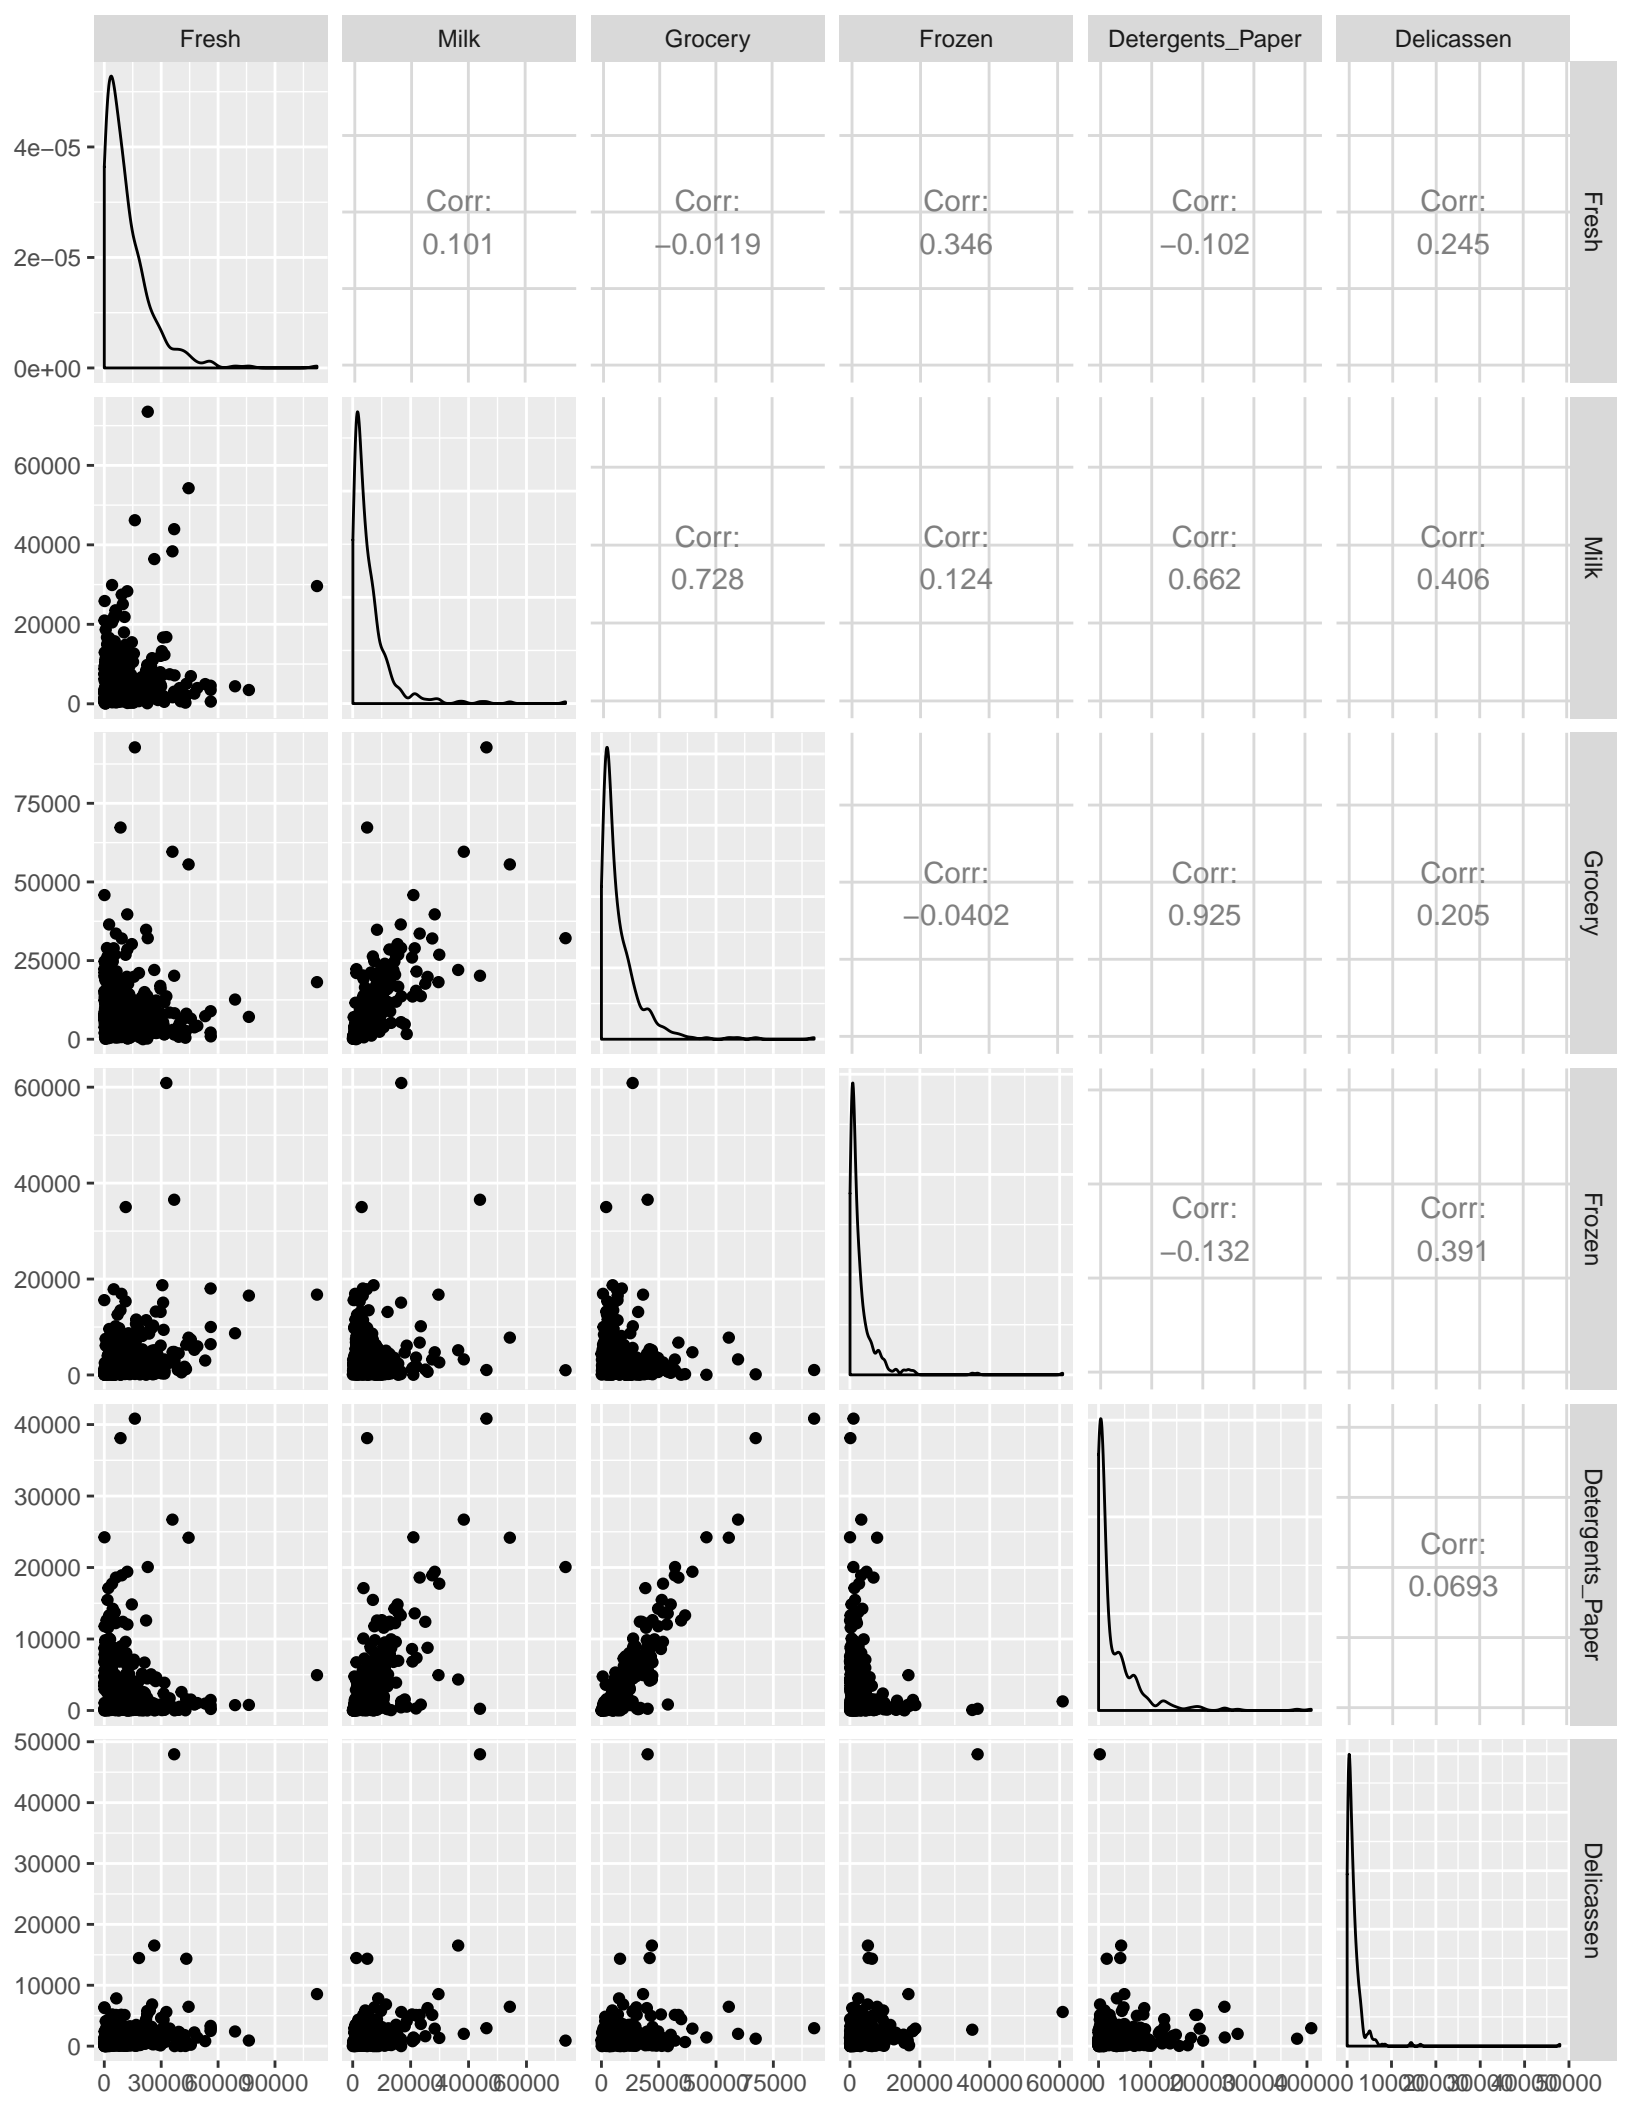 Fresh Milk Grocery Frozen Detergents_Paper Delicassen
4e−05
2e−05
0e+00
Corr:
0.101
Corr:
−0.0119
Corr:
0.346
Corr:
−0.102
Corr:
0.245
Fresh
60000
40000
20000
0
Corr:
0.728
Corr:
0.124
Corr:
0.662
Corr:
0.406
Milk
75000
50000
25000
0
Corr:
−0.0402
Corr:
0.925
Corr:
0.205
Grocery
60000
40000
20000
0
Corr:
−0.132
Corr:
0.391
Frozen
40000
30000
20000
10000
0
Corr:
0.0693
Detergents_Paper
50000
40000
30000
20000
10000
0
Delicassen
0 30000 60000 90000 0 20000 40000 60000 0 25000 50000 75000 0 20000 40000 60000 0 10000 20000 30000 40000 0 10000 20000 30000 40000 50000